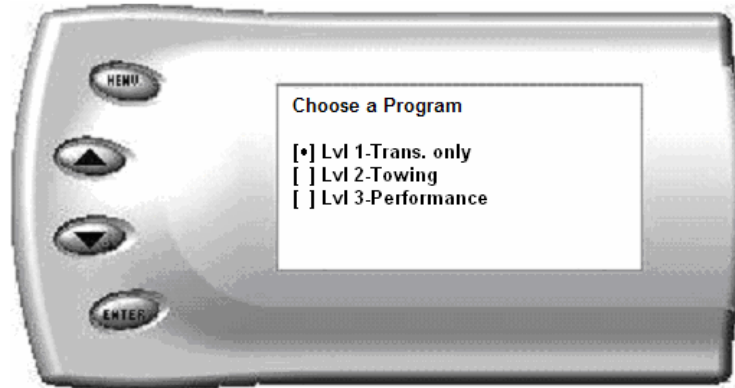 MENU
Choose a Program
[•] Lvl 1-Trans. only
[ ] Lvl 2-Towing
[ ] Lvl 3-Performance
ENTER